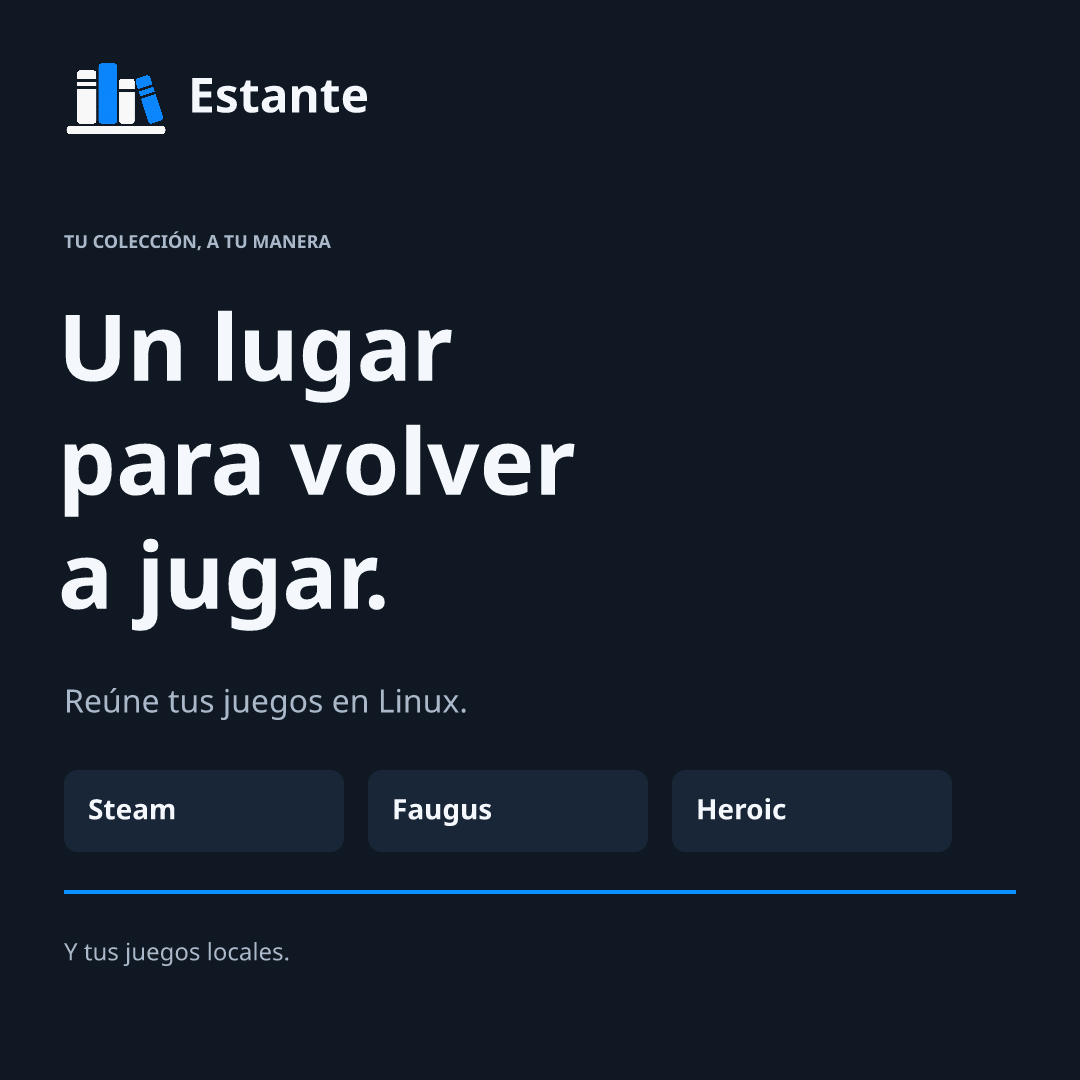 Estante
TU COLECCIÓN, A TU MANERA
Un lugar
para volver
a jugar.
Reúne tus juegos en Linux.
Steam
Faugus
Heroic
Y tus juegos locales.